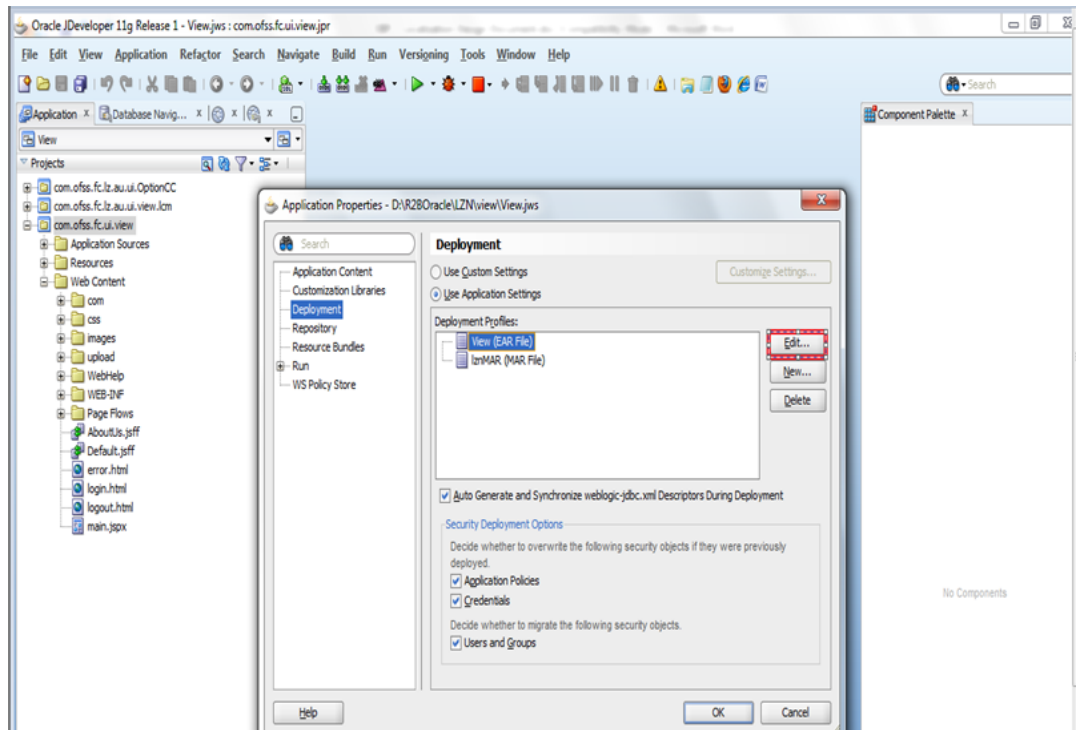 Oracle JDeveloper 11g Release 1 - View.jws : com.ofss.fc.ui.view.jpr
File Edit View Application Refactor Search Navigate Build Run Versioning Tools Window Help
Search
Application x Database Navig... x x x
Component Palette x
View
Projects
com.ofss.fc.lz.au.ui.OptionCC
com.ofss.fc.lz.au.ui.view.lcm
com.ofss.fc.ui.view
Application Sources
Resources
Web Content
com
css
images
upload
WebHelp
WEB-INF
Page Flows
AboutUs.jsff
Default.jsff
error.html
login.html
logout.html
main.jspx
Application Properties - D:\R2BOracle\LZN\view\View.jws
Search
Application Content
Customization Libraries
Deployment
Repository
Resource Bundles
Run
WS Policy Store
Deployment
Use Custom Settings
Customize Settings...
Use Application Settings
Deployment Profiles:
View (EAR File)
lznMAR (MAR File)
Edit...
New...
Delete
Auto Generate and Synchronize weblogic-jdbc.xml Descriptors During Deployment
Security Deployment Options
Decide whether to overwrite the following security objects if they were previously
deployed.
Application Policies
Credentials
Decide whether to migrate the following security objects.
Users and Groups
Help
OK
Cancel
No Components